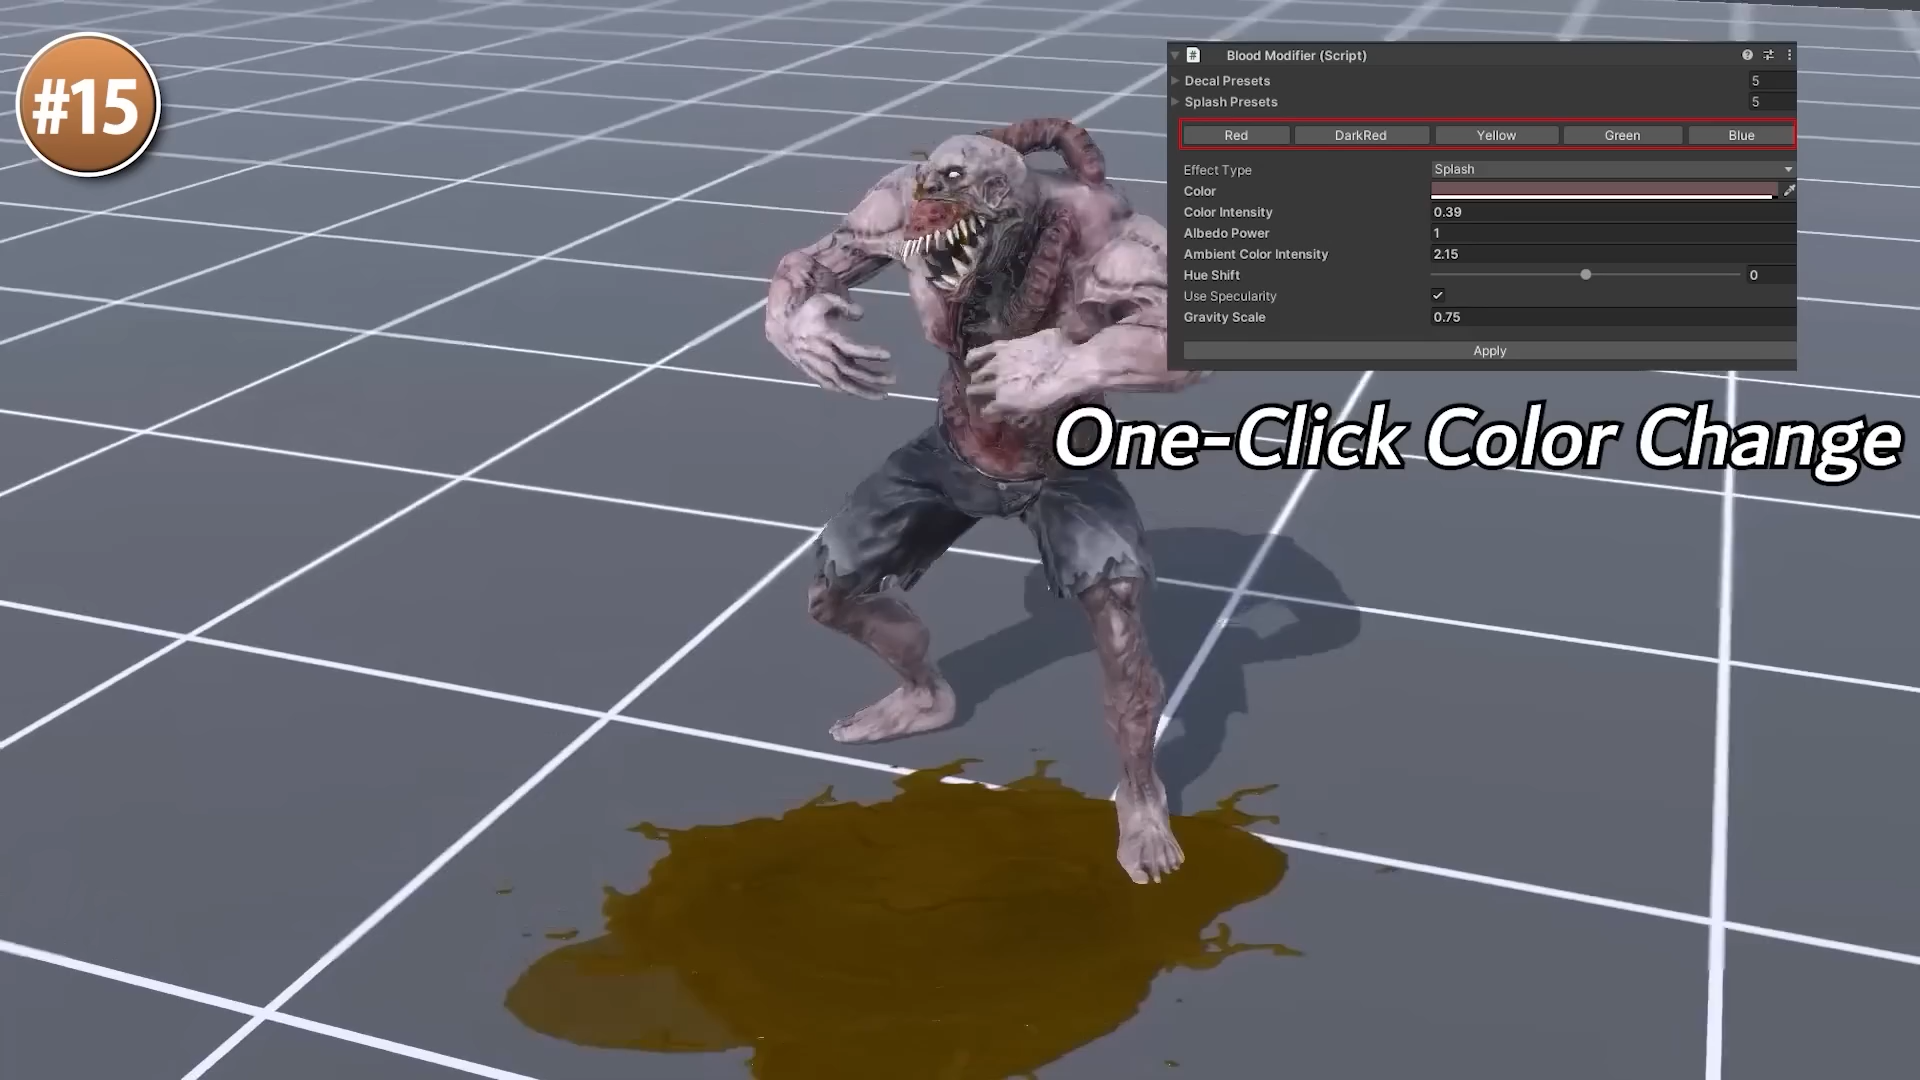 #15
Blood Modifier (Script)
Decal Presets 5
Splash Presets 5
Red DarkRed Yellow Green Blue
Effect Type Splash
Color
Color Intensity 0.39
Albedo Power 1
Ambient Color Intensity 2.15
Hue Shift 0
Use Specularity
Gravity Scale 0.75
Apply
One-Click Color Change